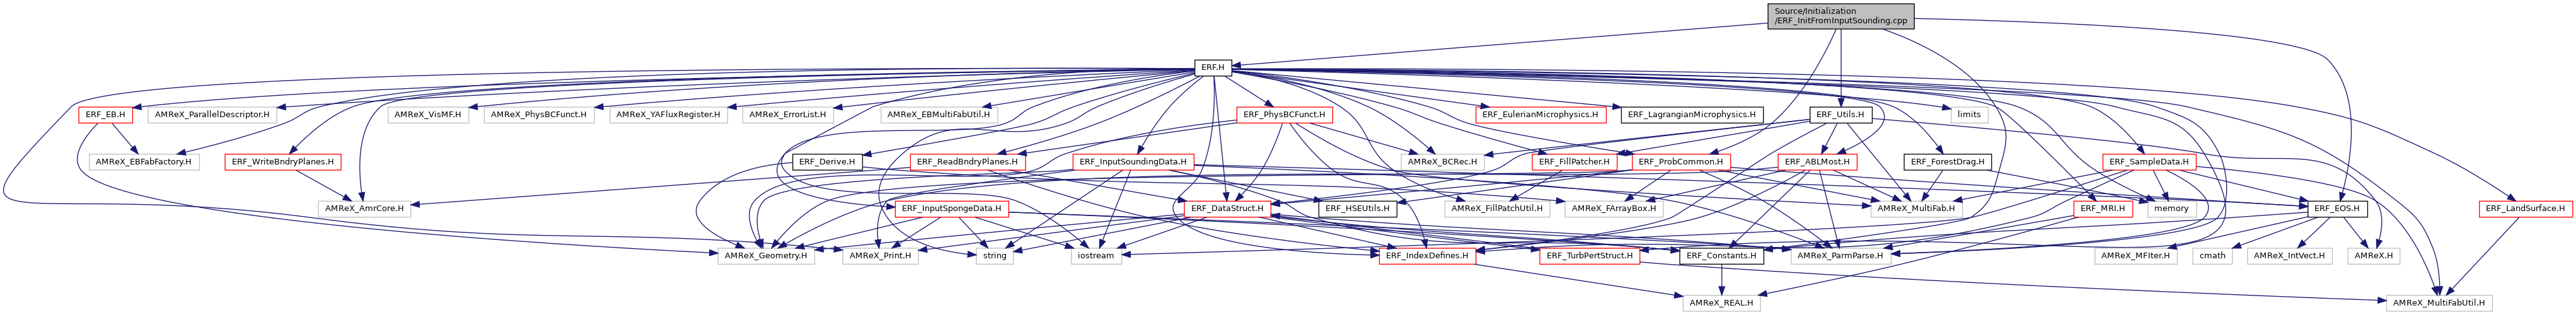 Source/Initialization
/ERF_InitFromInputSounding.cpp
ERF.H
ERF_EB.H
AMReX_ParallelDescriptor.H
AMReX_VisMF.H
AMReX_PhysBCFunct.H
AMReX_YAFluxRegister.H
AMReX_ErrorList.H
AMReX_EBMultiFabUtil.H
ERF_PhysBCFunct.H
ERF_EulerianMicrophysics.H
ERF_LagrangianMicrophysics.H
ERF_Utils.H
limits
AMReX_EBFabFactory.H
ERF_WriteBndryPlanes.H
ERF_Derive.H
ERF_ReadBndryPlanes.H
ERF_InputSoundingData.H
AMReX_BCRec.H
ERF_FillPatcher.H
ERF_ProbCommon.H
ERF_ABLMost.H
ERF_ForestDrag.H
ERF_SampleData.H
AMReX_AmrCore.H
ERF_InputSpongeData.H
ERF_DataStruct.H
ERF_HSEUtils.H
AMReX_FillPatchUtil.H
AMReX_FArrayBox.H
AMReX_MultiFab.H
ERF_MRI.H
memory
ERF_EOS.H
ERF_LandSurface.H
AMReX_Geometry.H
AMReX_Print.H
string
iostream
ERF_IndexDefines.H
ERF_TurbPertStruct.H
ERF_Constants.H
AMReX_ParmParse.H
AMReX_MFIter.H
cmath
AMReX_IntVect.H
AMReX.H
AMReX_REAL.H
AMReX_MultiFabUtil.H